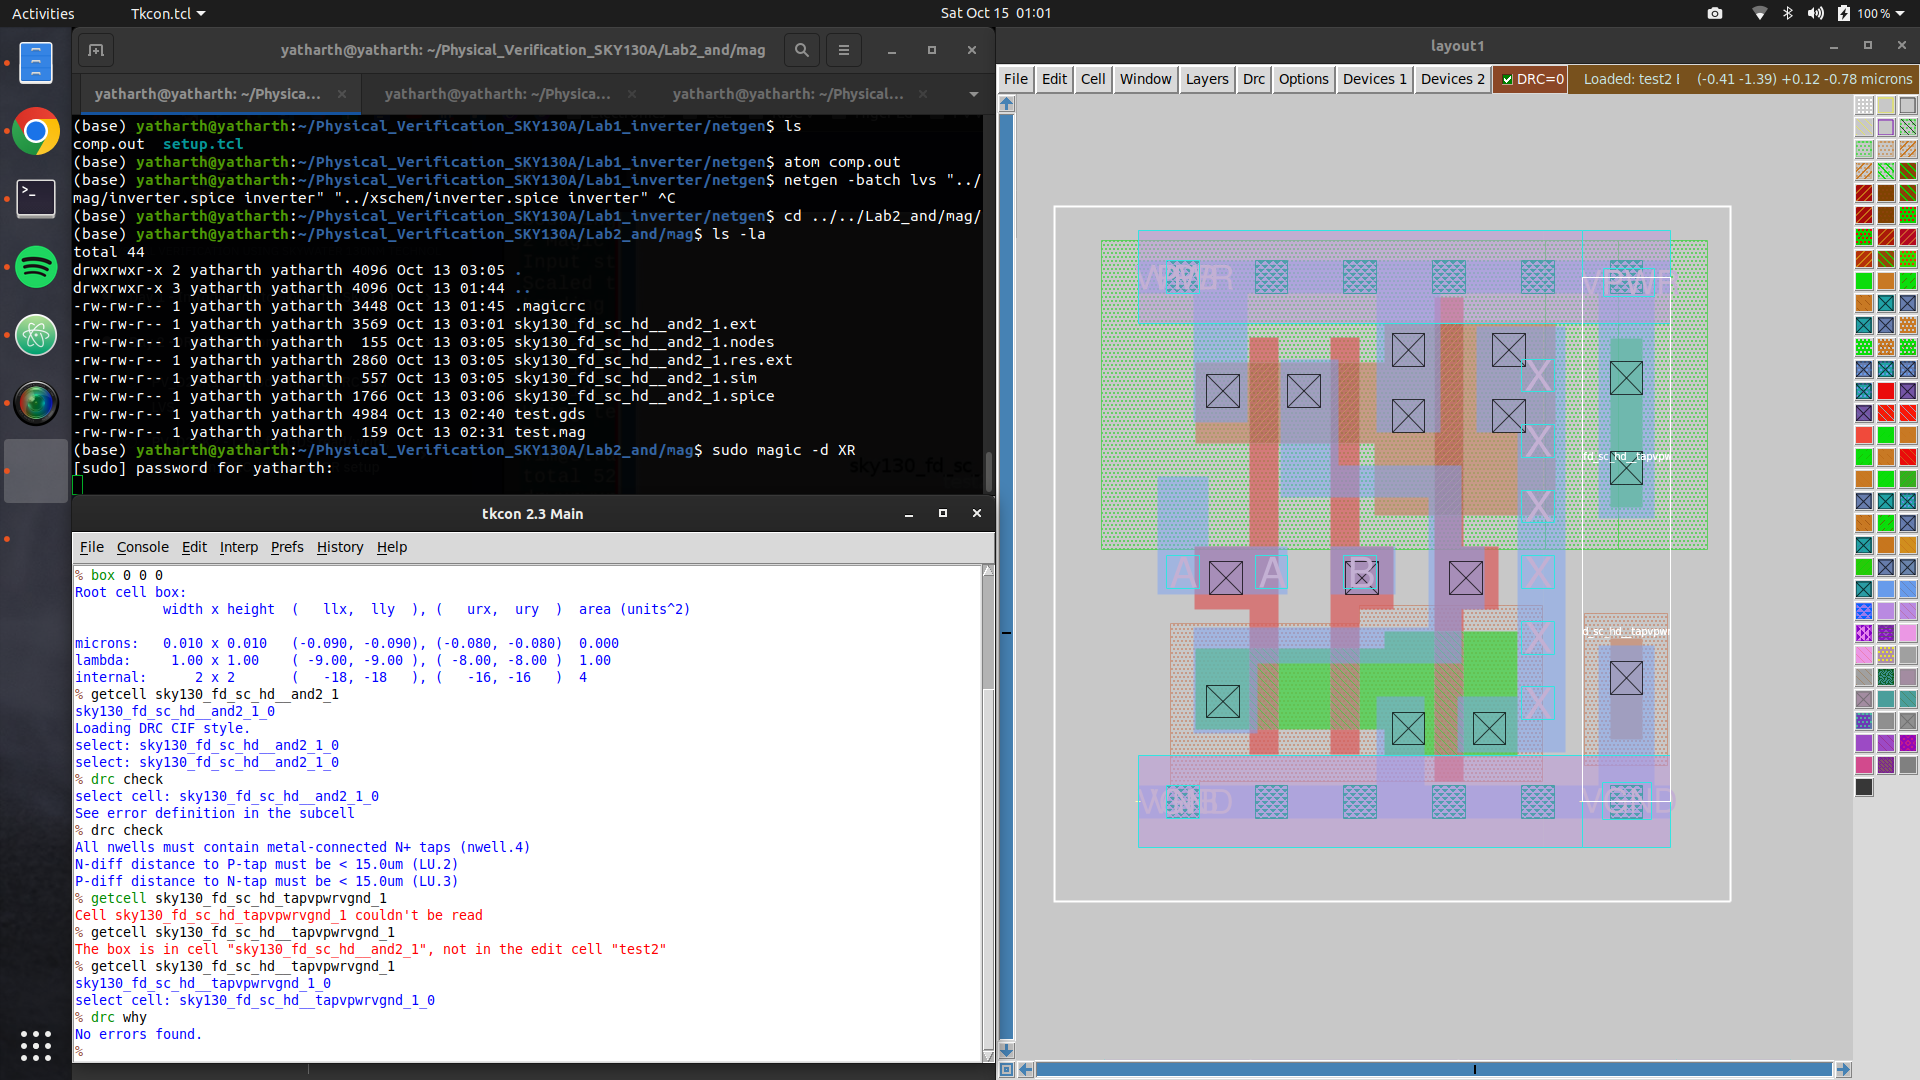 Activities
Tkcon.tcl
Sat Oct 15 01:01
100 %
yatharth@yatharth: ~/Physical_Verification_SKY130A/Lab2_and/mag
yatharth@yatharth: ~/Physica...
yatharth@yatharth: ~/Physica...
yatharth@yatharth: ~/Physical...
(base) yatharth@yatharth:~/Physical_Verification_SKY130A/Lab1_inverter/netgen$ ls
comp.out  setup.tcl
(base) yatharth@yatharth:~/Physical_Verification_SKY130A/Lab1_inverter/netgen$ atom comp.out
(base) yatharth@yatharth:~/Physical_Verification_SKY130A/Lab1_inverter/netgen$ netgen -batch lvs "../
mag/inverter.spice inverter" "../xschem/inverter.spice inverter" ^C
(base) yatharth@yatharth:~/Physical_Verification_SKY130A/Lab1_inverter/netgen$ cd ../../Lab2_and/mag/
(base) yatharth@yatharth:~/Physical_Verification_SKY130A/Lab2_and/mag$ ls -la
total 44
drwxrwxr-x 2 yatharth yatharth 4096 Oct 13 03:05 .
drwxrwxr-x 3 yatharth yatharth 4096 Oct 13 01:44 ..
-rw-rw-r-- 1 yatharth yatharth 3448 Oct 13 01:45 .magicrc
-rw-rw-r-- 1 yatharth yatharth 3569 Oct 13 03:01 sky130_fd_sc_hd__and2_1.ext
-rw-rw-r-- 1 yatharth yatharth  155 Oct 13 03:05 sky130_fd_sc_hd__and2_1.nodes
-rw-rw-r-- 1 yatharth yatharth 2860 Oct 13 03:05 sky130_fd_sc_hd__and2_1.res.ext
-rw-rw-r-- 1 yatharth yatharth  557 Oct 13 03:05 sky130_fd_sc_hd__and2_1.sim
-rw-rw-r-- 1 yatharth yatharth 1766 Oct 13 03:06 sky130_fd_sc_hd__and2_1.spice
-rw-rw-r-- 1 yatharth yatharth 4984 Oct 13 02:40 test.gds
-rw-rw-r-- 1 yatharth yatharth  159 Oct 13 02:31 test.mag
(base) yatharth@yatharth:~/Physical_Verification_SKY130A/Lab2_and/mag$ sudo magic -d XR
[sudo] password for yatharth:
tkcon 2.3 Main
File Console Edit Interp Prefs History Help
% box 0 0 0
Root cell box:
width x height  (   llx,  lly  ), (   urx,  ury  )  area (units^2)
microns:   0.010 x 0.010   (-0.090, -0.090), (-0.080, -0.080)  0.000
lambda:     1.00 x 1.00    ( -9.00, -9.00 ), ( -8.00, -8.00 )  1.00
internal:      2 x 2       (   -18, -18   ), (   -16, -16   )  4
% getcell sky130_fd_sc_hd__and2_1
sky130_fd_sc_hd__and2_1_0
Loading DRC CIF style.
select: sky130_fd_sc_hd__and2_1_0
select: sky130_fd_sc_hd__and2_1_0
% drc check
select cell: sky130_fd_sc_hd__and2_1_0
See error definition in the subcell
% drc check
All nwells must contain metal-connected N+ taps (nwell.4)
N-diff distance to P-tap must be < 15.0um (LU.2)
P-diff distance to N-tap must be < 15.0um (LU.3)
% getcell sky130_fd_sc_hd_tapvpwrvgnd_1
Cell sky130_fd_sc_hd_tapvpwrvgnd_1 couldn't be read
% getcell sky130_fd_sc_hd__tapvpwrvgnd_1
The box is in cell "sky130_fd_sc_hd__and2_1", not in the edit cell "test2"
% getcell sky130_fd_sc_hd__tapvpwrvgnd_1
sky130_fd_sc_hd__tapvpwrvgnd_1_0
select cell: sky130_fd_sc_hd__tapvpwrvgnd_1_0
% drc why
No errors found.
%
layout1
File Edit Cell Window Layers Drc Options Devices 1 Devices 2 DRC=0 Loaded: test2 (-0.41 -1.39) +0.12 -0.78 microns
VPWR
X
X
fd_sc_hd__tapvpw
X
A A B X
d_sc_hd__tapvpwr
X
X
VGND